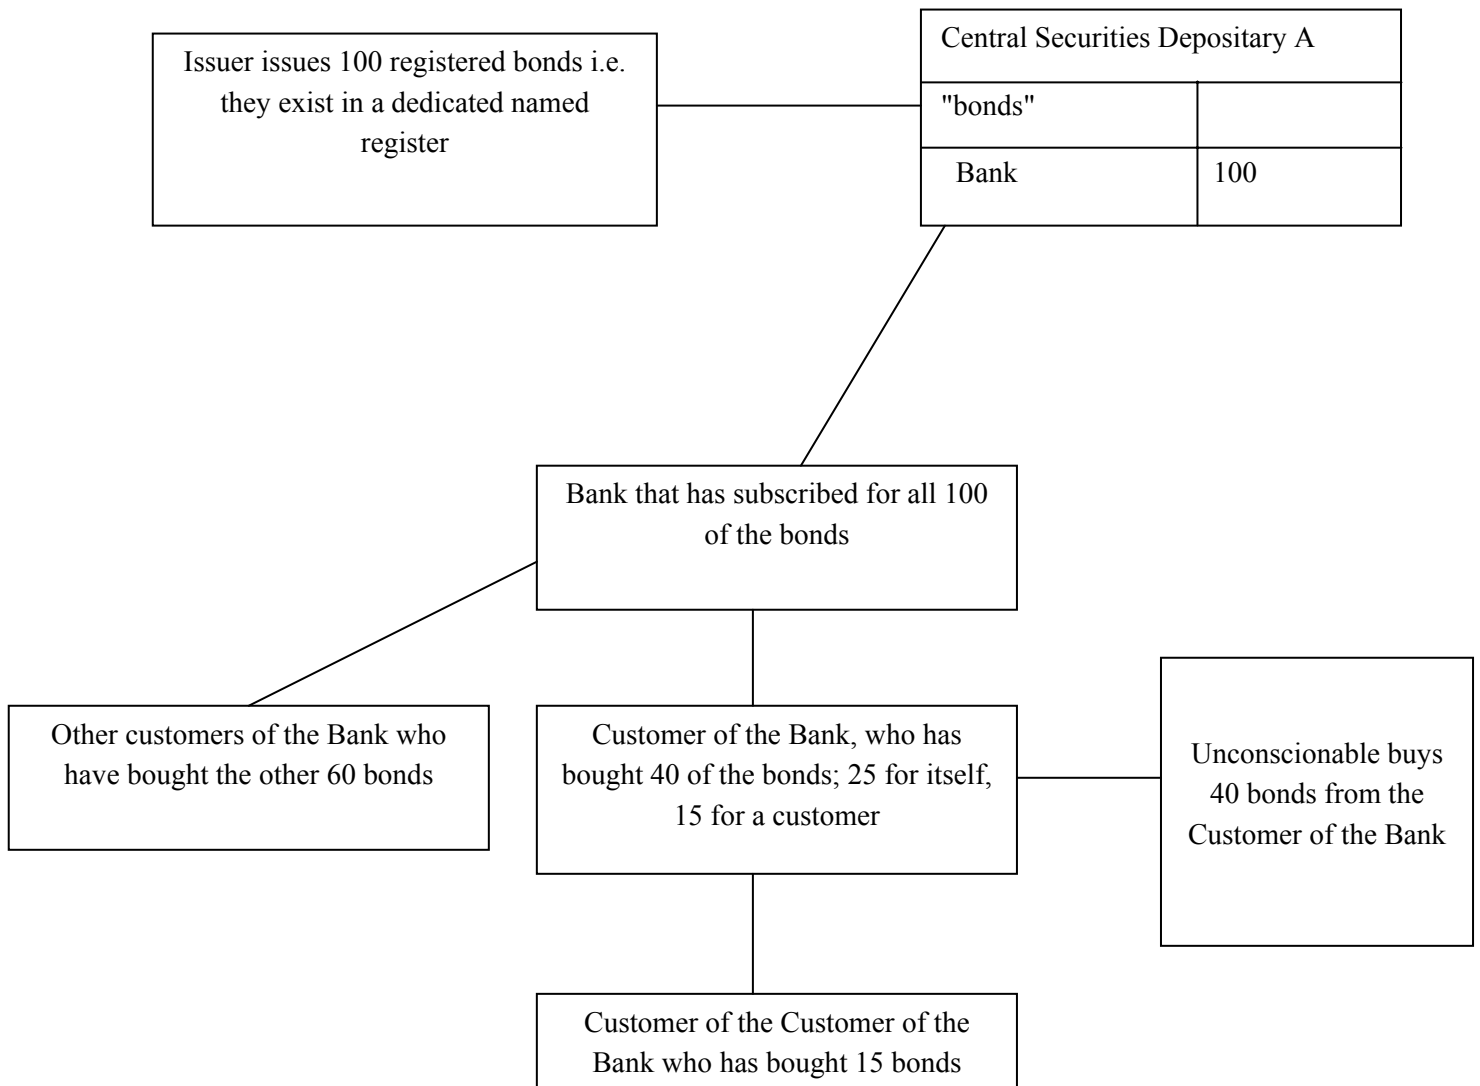 Issuer issues 100 registered bonds i.e.
they exist in a dedicated named
register
Central Securities Depositary A
"bonds"
Bank 100
Bank that has subscribed for all 100
of the bonds
Other customers of the Bank who
have bought the other 60 bonds
Customer of the Bank, who has
bought 40 of the bonds; 25 for itself,
15 for a customer
Unconscionable buys
40 bonds from the
Customer of the Bank
Customer of the Customer of the
Bank who has bought 15 bonds